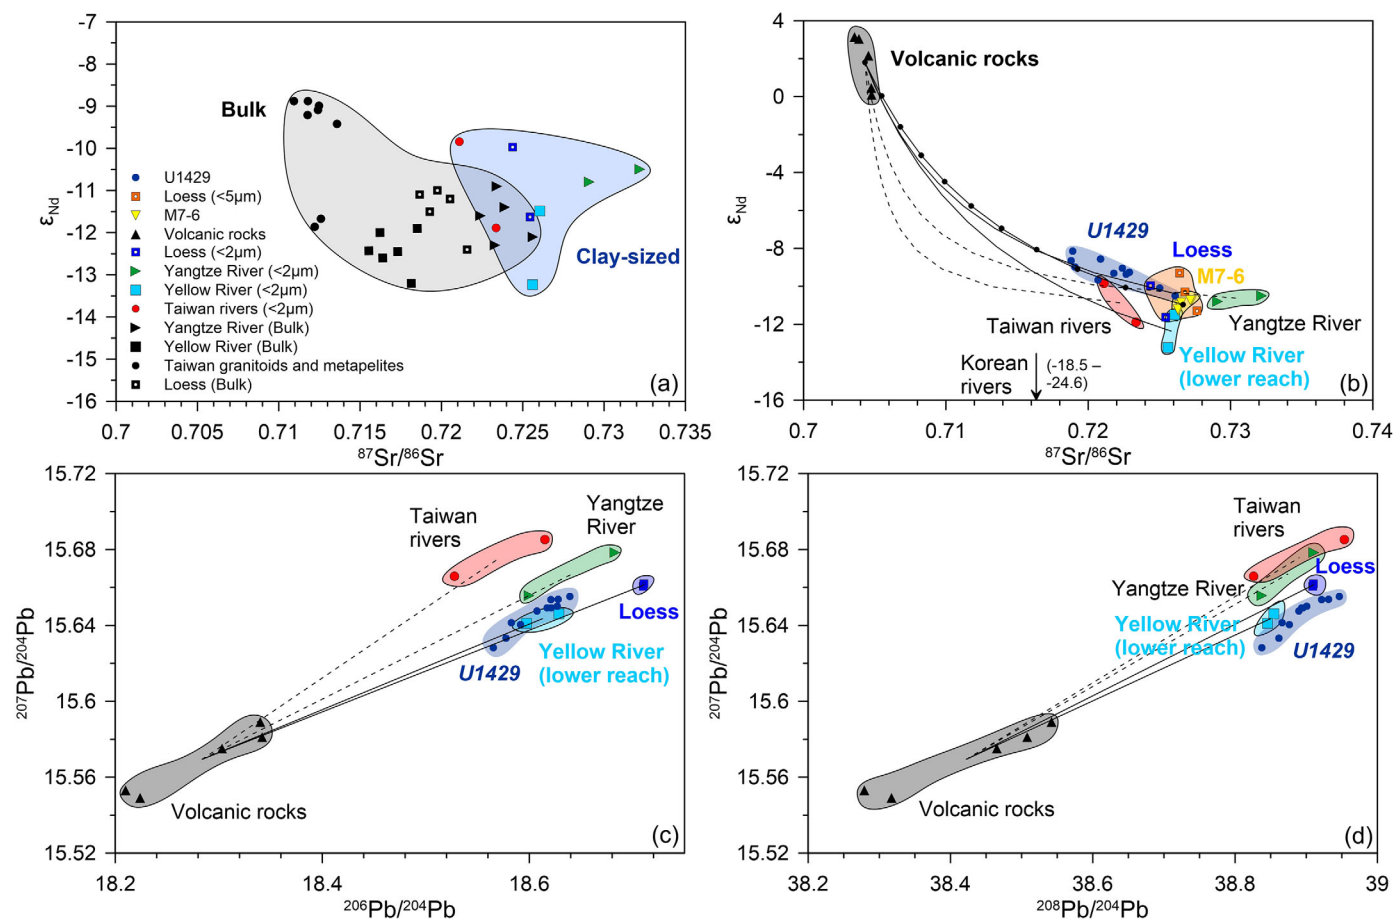 -7
-8
-9
-10
-11
-12
-13
-14
-15
-16
εNd
Bulk
Clay-sized
U1429
Loess (<5μm)
M7-6
Volcanic rocks
Loess (<2μm)
Yangtze River (<2μm)
Yellow River (<2μm)
Taiwan rivers (<2μm)
Yangtze River (Bulk)
Yellow River (Bulk)
Taiwan granitoids and metapelites
Loess (Bulk)
(a)
0.7 0.705 0.71 0.715 0.72 0.725 0.73 0.735
87Sr/86Sr
4
0
-4
-8
-12
-16
εNd
Volcanic rocks
U1429
Loess
M7-6
Taiwan rivers
Yangtze River
Yellow River
(lower reach)
Korean
rivers
(-18.5 –
-24.6)
(b)
0.7 0.71 0.72 0.73 0.74
87Sr/86Sr
15.72
15.68
15.64
15.6
15.56
15.52
207Pb/204Pb
Taiwan
rivers
Yangtze
River
Loess
Yellow River
(lower reach)
U1429
Volcanic rocks
(c)
18.2 18.4 18.6
206Pb/204Pb
15.72
15.68
15.64
15.6
15.56
15.52
207Pb/204Pb
Taiwan
rivers
Loess
Yangtze River
Yellow River
(lower reach)
U1429
Volcanic rocks
(d)
38.2 38.4 38.6 38.8 39
208Pb/204Pb